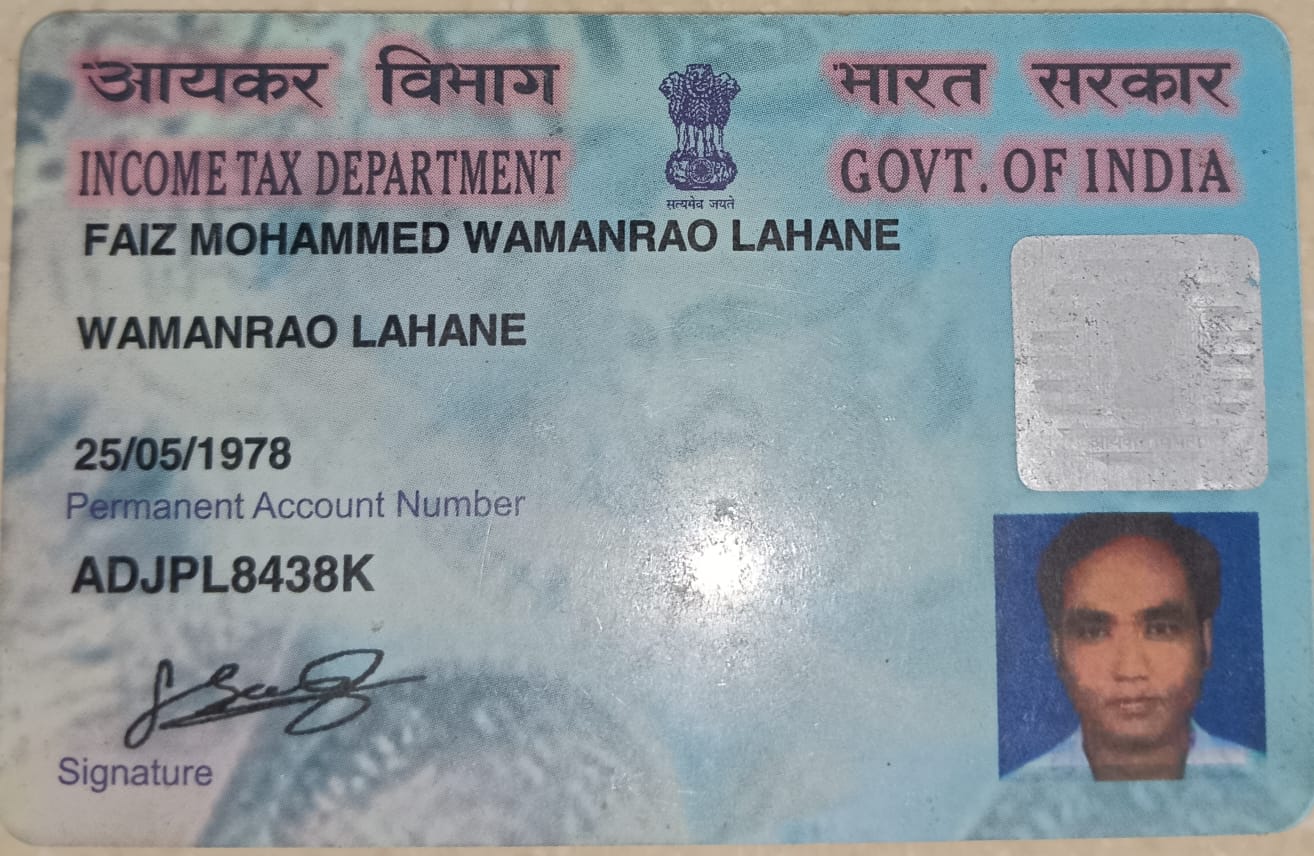 आयकर विभाग
भारत सरकार
INCOME TAX DEPARTMENT
GOVT. OF INDIA
सत्यमेव जयते
FAIZ MOHAMMED WAMANRAO LAHANE
WAMANRAO LAHANE
25/05/1978
Permanent Account Number
ADJPL8438K
Signature